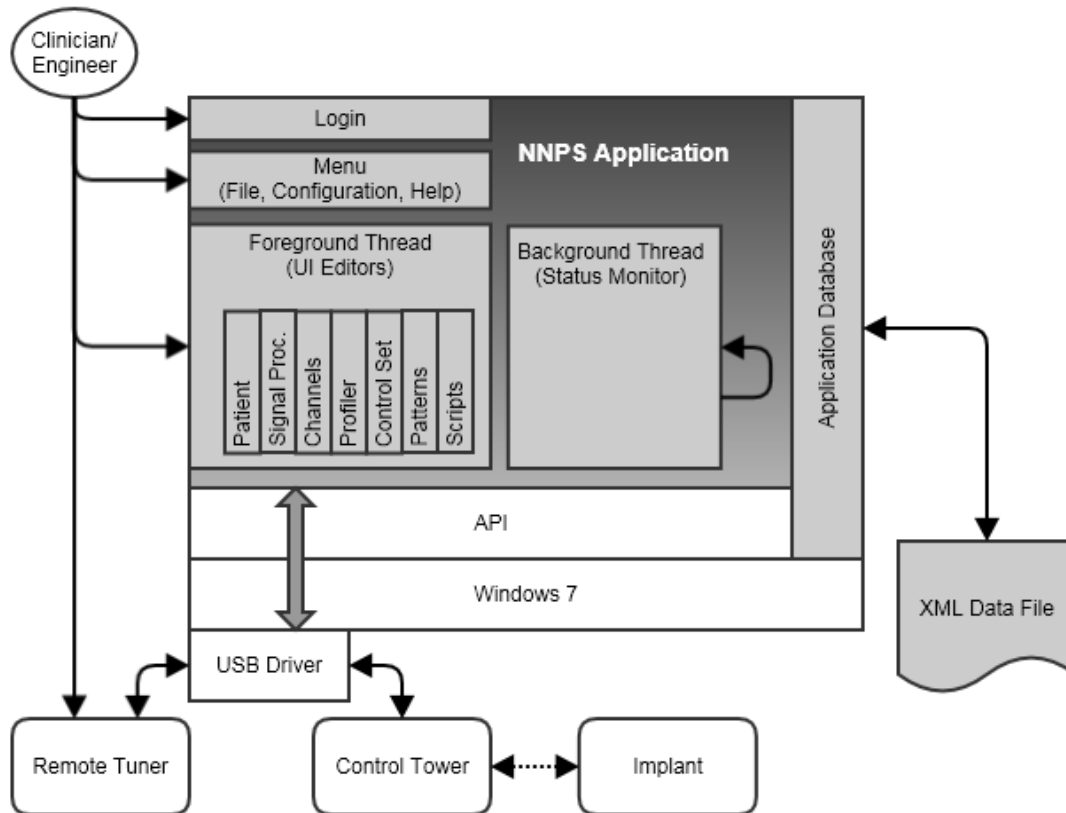 Clinician/
Engineer
Login
NNPS Application
Menu
(File, Configuration, Help)
Foreground Thread
(UI Editors)
Background Thread
(Status Monitor)
Patient
Signal Proc.
Channels
Profiler
Control Set
Patterns
Scripts
Application Database
API
Windows 7
XML Data File
USB Driver
Remote Tuner
Control Tower
Implant